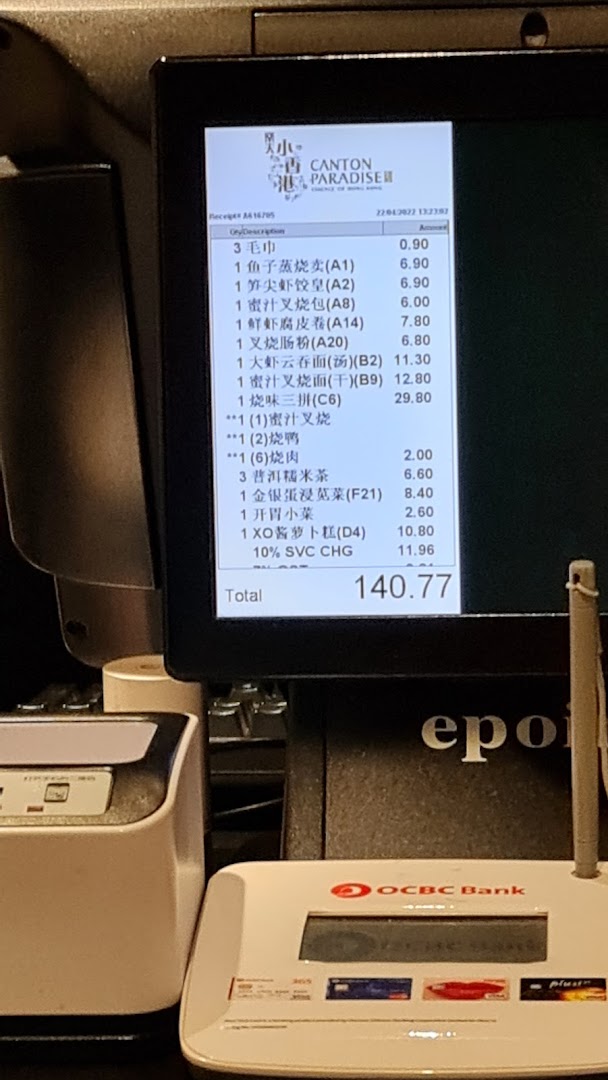 小香港
CANTON
PARADISE
Receipt# A616705 22/04/2022 13:23:02
Qty Description Amount
3 毛巾 0.90
1 鱼子蒸烧卖(A1) 6.90
1 笋尖虾饺皇(A2) 6.90
1 蜜汁叉烧包(A8) 6.00
1 鲜虾腐皮卷(A14) 7.80
1 叉烧肠粉(A20) 6.80
1 大虾云吞面(汤)(B2) 11.30
1 蜜汁叉烧面(干)(B9) 12.80
1 烧味三拼(C6) 29.80
**1 (1)蜜汁叉烧
**1 (2)烧鸭
**1 (6)烧肉 2.00
3 普洱糯米茶 6.60
1 金银蛋浸苋菜(F21) 8.40
1 开胃小菜 2.60
1 XO酱萝卜糕(D4) 10.80
10% SVC CHG 11.96
Total 140.77
epoi
OCBC Bank
365
VISA
plus!